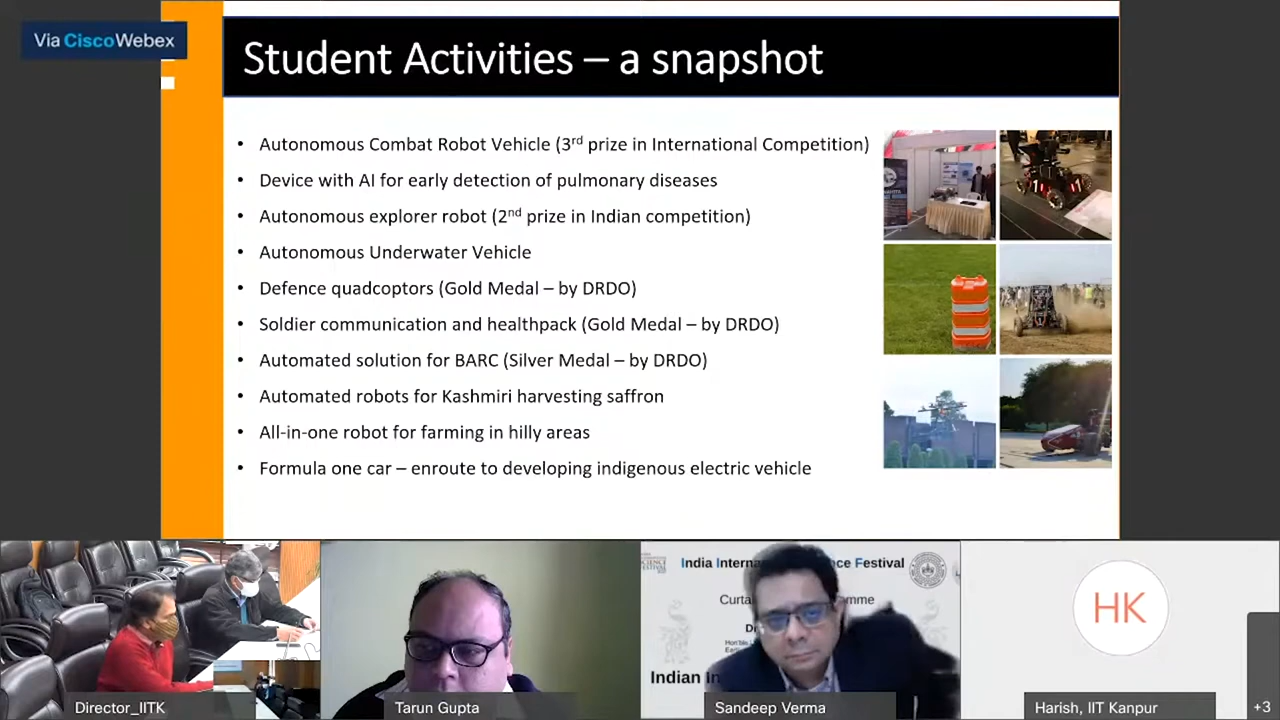 Via Cisco Webex
Student Activities – a snapshot
• Autonomous Combat Robot Vehicle (3rd prize in International Competition)
• Device with AI for early detection of pulmonary diseases
• Autonomous explorer robot (2nd prize in Indian competition)
• Autonomous Underwater Vehicle
• Defence quadcoptors (Gold Medal – by DRDO)
• Soldier communication and healthpack (Gold Medal – by DRDO)
• Automated solution for BARC (Silver Medal – by DRDO)
• Automated robots for Kashmiri harvesting saffron
• All-in-one robot for farming in hilly areas
• Formula one car – enroute to developing indigenous electric vehicle
India Interna ce Festival
Curta mme
Indian In
HK
Director_IITK
Tarun Gupta
Sandeep Verma
Harish, IIT Kanpur
+3